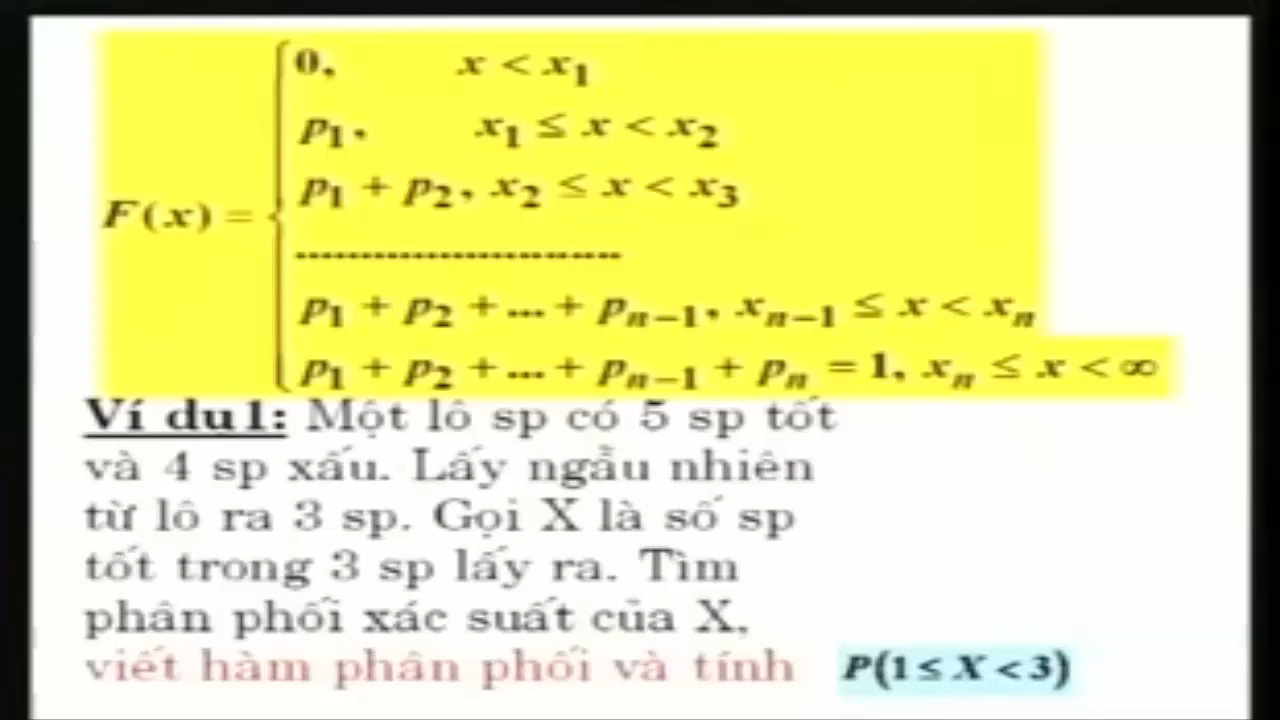 F(x) = { 0, x < x₁
p₁, x₁ ≤ x < x₂
p₁ + p₂, x₂ ≤ x < x₃
-------------------------
p₁ + p₂ + ... + pₙ₋₁, xₙ₋₁ ≤ x < xₙ
p₁ + p₂ + ... + pₙ₋₁ + pₙ = 1, xₙ ≤ x < ∞
Ví dụ1: Một lô sp có 5 sp tốt
và 4 sp xấu. Lấy ngẫu nhiên
từ lô ra 3 sp. Gọi X là số sp
tốt trong 3 sp lấy ra. Tìm
phân phối xác suất của X,
viết hàm phân phối và tính P(1 ≤ X < 3)